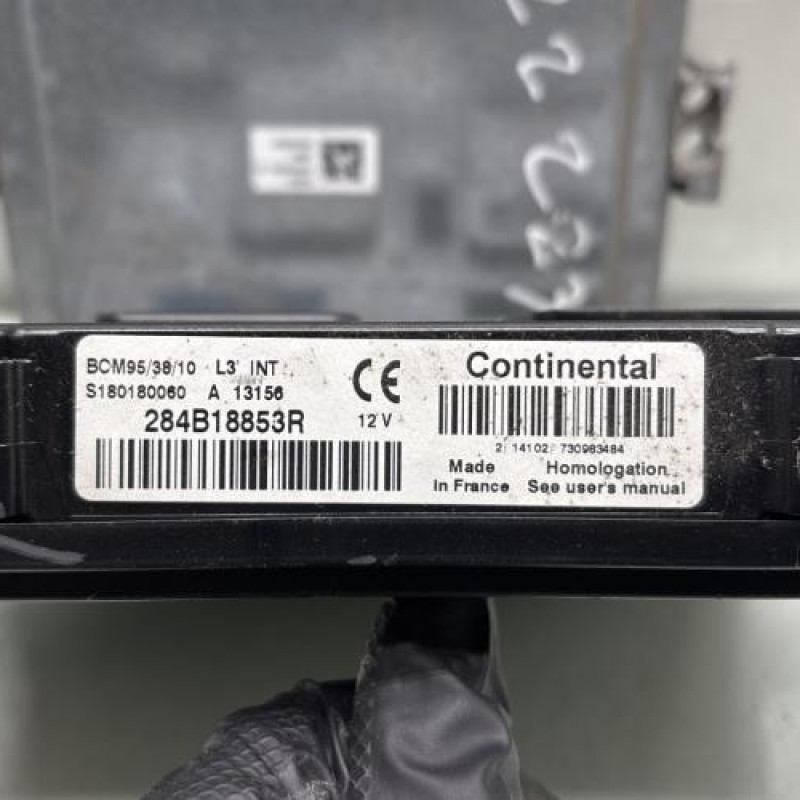 22227
BCM95/38/10 L3 INT
S180180060 A 13156
284B18853R
12 V
CE
Continental
2 14102 730983484
Made
In France
Homologation
See user's manual